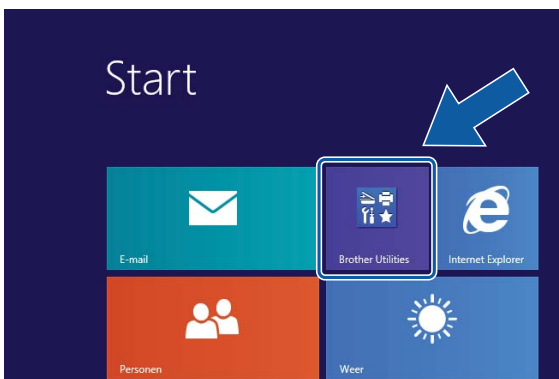 Start
E-mail
Brother Utilities
Internet Explorer
Personen
Weer